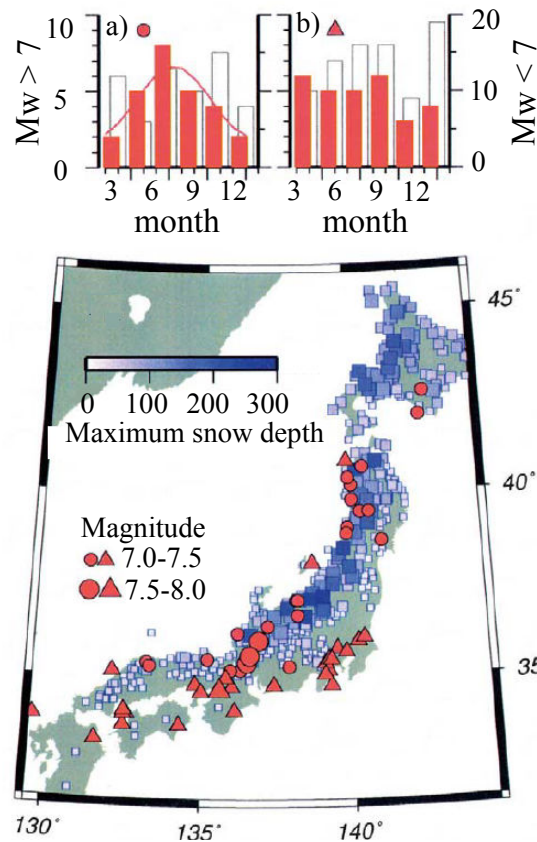 10 a) b) 20
Mw > 7 5 10 Mw < 7
0 0
3 6 9 12 3 6 9 12
month month
45°
0 100 200 300
Maximum snow depth
40°
Magnitude
7.0-7.5
7.5-8.0
35°
130° 135° 140°